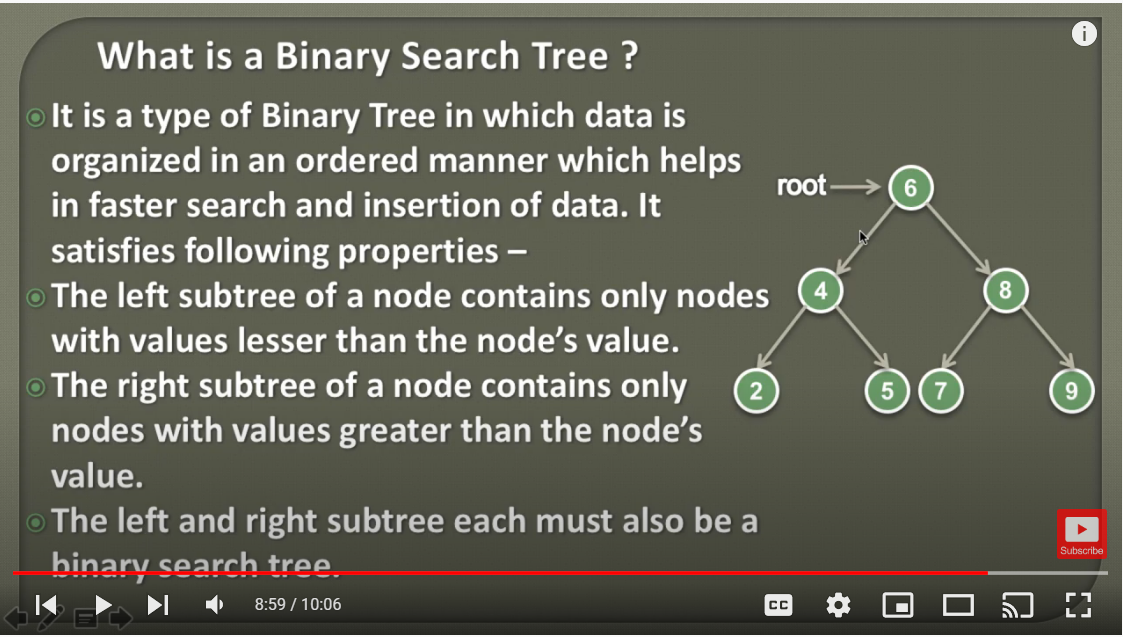 What is a Binary Search Tree ?
It is a type of Binary Tree in which data is
organized in an ordered manner which helps
in faster search and insertion of data. It
satisfies following properties –
The left subtree of a node contains only nodes
with values lesser than the node's value.
The right subtree of a node contains only
nodes with values greater than the node's
value.
The left and right subtree each must also be a
binary search tree.
root 6
4 8
2 5 7 9
Subscribe
8:59 / 10:06
CC
i